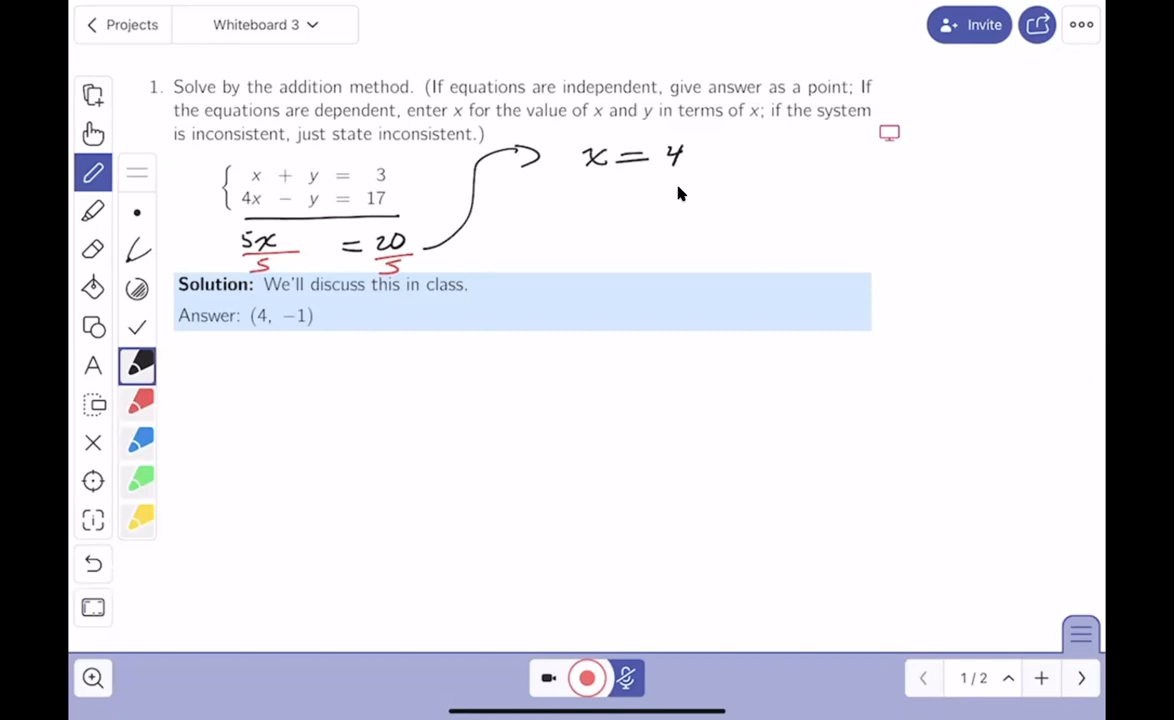 Projects
Whiteboard 3
Invite
1. Solve by the addition method. (If equations are independent, give answer as a point; If
the equations are dependent, enter x for the value of x and y in terms of x; if the system
is inconsistent, just state inconsistent.)
x = 4
x + y = 3
4x − y = 17
5x = 20
5 5
Solution: We'll discuss this in class.
Answer: (4, −1)
A
1/2